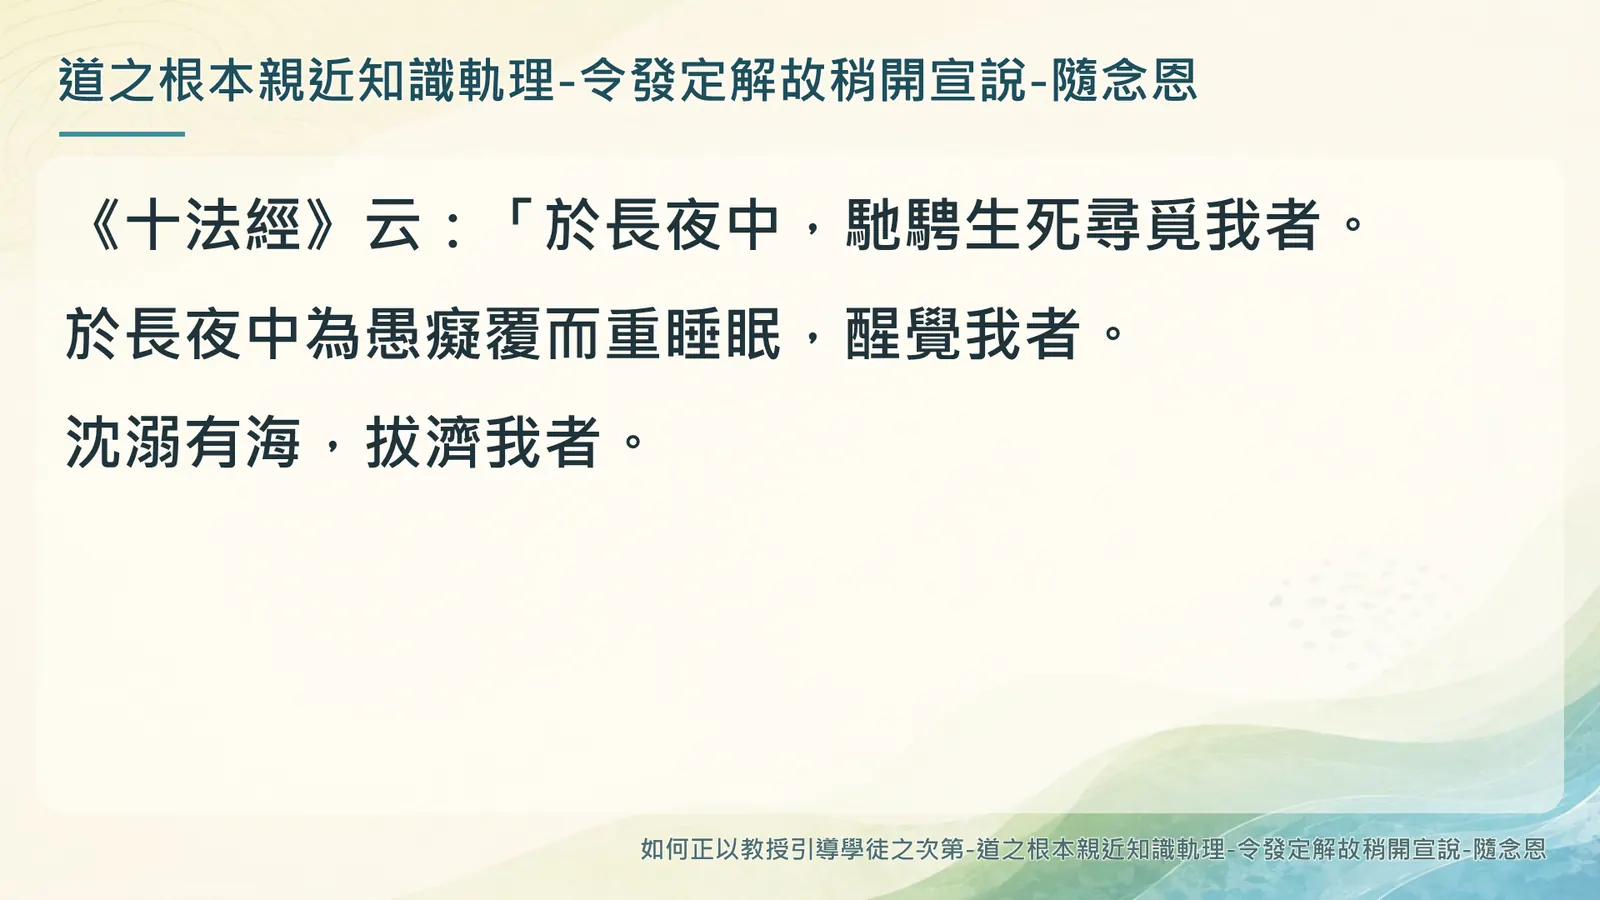 道之根本親近知識軌理-令發定解故稍開宣說-隨念恩
《十法經》云：「於長夜中，馳騁生死尋覓我者。
於長夜中為愚癡覆而重睡眠，醒覺我者。
沈溺有海，拔濟我者。
如何正以教授引導學徒之次第-道之根本親近知識軌理-令發定解故稍開宣說-隨念恩